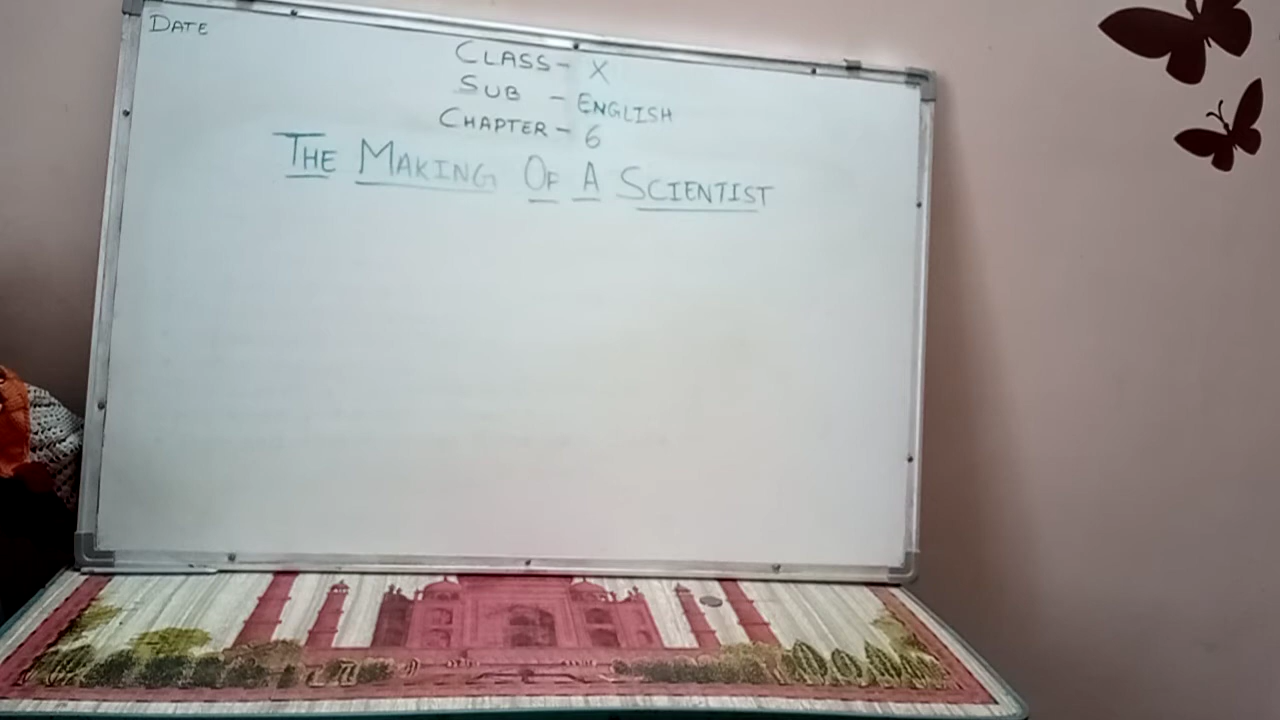 DATE
CLASS - X
SUB - ENGLISH
CHAPTER - 6
THE MAKING OF A SCIENTIST